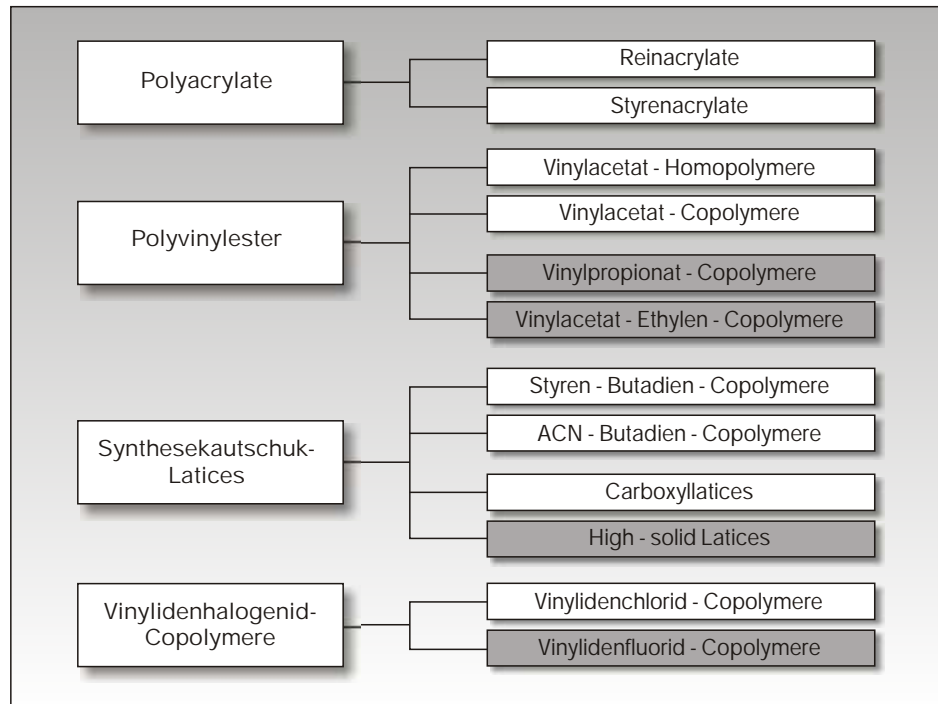 Polyacrylate
Reinacrylate
Styrenacrylate
Polyvinylester
Vinylacetat - Homopolymere
Vinylacetat - Copolymere
Vinylpropionat - Copolymere
Vinylacetat - Ethylen - Copolymere
Synthesekautschuk-
Latices
Styren - Butadien - Copolymere
ACN - Butadien - Copolymere
Carboxyllatices
High - solid Latices
Vinylidenhalogenid-
Copolymere
Vinylidenchlorid - Copolymere
Vinylidenfluorid - Copolymere